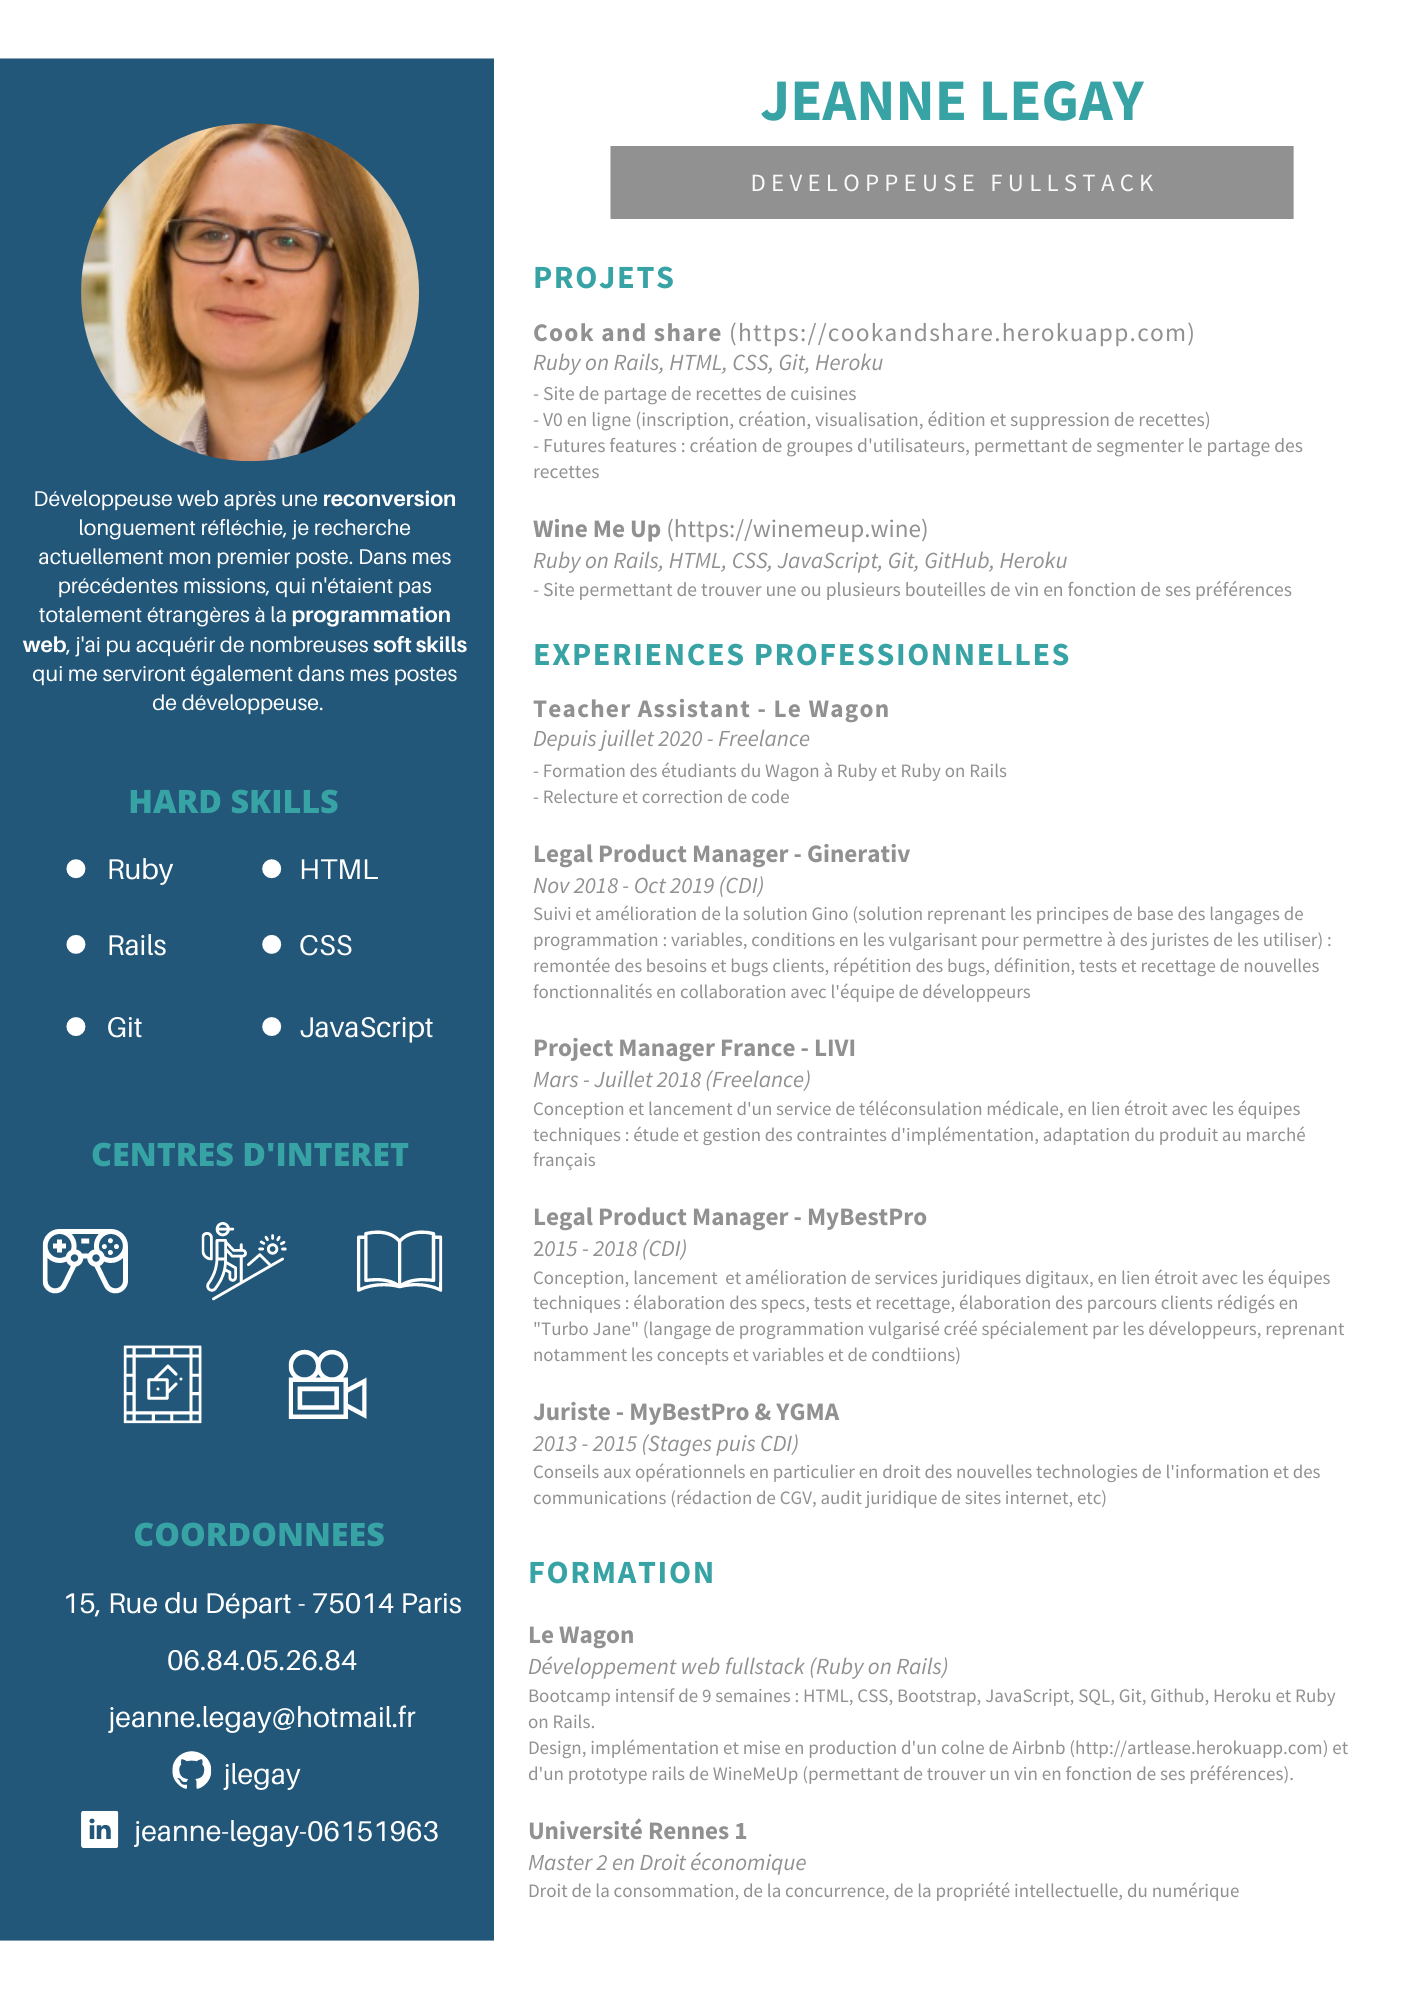 JEANNE LEGAY
DEVELOPPEUSE FULLSTACK
Développeuse web après une reconversion
longuement réfléchie, je recherche
actuellement mon premier poste. Dans mes
précédentes missions, qui n'étaient pas
totalement étrangères à la programmation
web, j'ai pu acquérir de nombreuses soft skills
qui me serviront également dans mes postes
de développeuse.
HARD SKILLS
Ruby
HTML
Rails
CSS
Git
JavaScript
CENTRES D'INTERET
COORDONNEES
15, Rue du Départ - 75014 Paris
06.84.05.26.84
jeanne.legay@hotmail.fr
jlegay
in jeanne-legay-06151963
PROJETS
Cook and share (https://cookandshare.herokuapp.com)
Ruby on Rails, HTML, CSS, Git, Heroku
- Site de partage de recettes de cuisines
- V0 en ligne (inscription, création, visualisation, édition et suppression de recettes)
- Futures features : création de groupes d'utilisateurs, permettant de segmenter le partage des
recettes
Wine Me Up (https://winemeup.wine)
Ruby on Rails, HTML, CSS, JavaScript, Git, GitHub, Heroku
- Site permettant de trouver une ou plusieurs bouteilles de vin en fonction de ses préférences
EXPERIENCES PROFESSIONNELLES
Teacher Assistant - Le Wagon
Depuis juillet 2020 - Freelance
- Formation des étudiants du Wagon à Ruby et Ruby on Rails
- Relecture et correction de code
Legal Product Manager - Ginerativ
Nov 2018 - Oct 2019 (CDI)
Suivi et amélioration de la solution Gino (solution reprenant les principes de base des langages de
programmation : variables, conditions en les vulgarisant pour permettre à des juristes de les utiliser) :
remontée des besoins et bugs clients, répétition des bugs, définition, tests et recettage de nouvelles
fonctionnalités en collaboration avec l'équipe de développeurs
Project Manager France - LIVI
Mars - Juillet 2018 (Freelance)
Conception et lancement d'un service de téléconsulation médicale, en lien étroit avec les équipes
techniques : étude et gestion des contraintes d'implémentation, adaptation du produit au marché
français
Legal Product Manager - MyBestPro
2015 - 2018 (CDI)
Conception, lancement et amélioration de services juridiques digitaux, en lien étroit avec les équipes
techniques : élaboration des specs, tests et recettage, élaboration des parcours clients rédigés en
"Turbo Jane" (langage de programmation vulgarisé créé spécialement par les développeurs, reprenant
notamment les concepts et variables et de condtiions)
Juriste - MyBestPro & YGMA
2013 - 2015 (Stages puis CDI)
Conseils aux opérationnels en particulier en droit des nouvelles technologies de l'information et des
communications (rédaction de CGV, audit juridique de sites internet, etc)
FORMATION
Le Wagon
Développement web fullstack (Ruby on Rails)
Bootcamp intensif de 9 semaines : HTML, CSS, Bootstrap, JavaScript, SQL, Git, Github, Heroku et Ruby
on Rails.
Design, implémentation et mise en production d'un colne de Airbnb (http://artlease.herokuapp.com) et
d'un prototype rails de WineMeUp (permettant de trouver un vin en fonction de ses préférences).
Université Rennes 1
Master 2 en Droit économique
Droit de la consommation, de la concurrence, de la propriété intellectuelle, du numérique